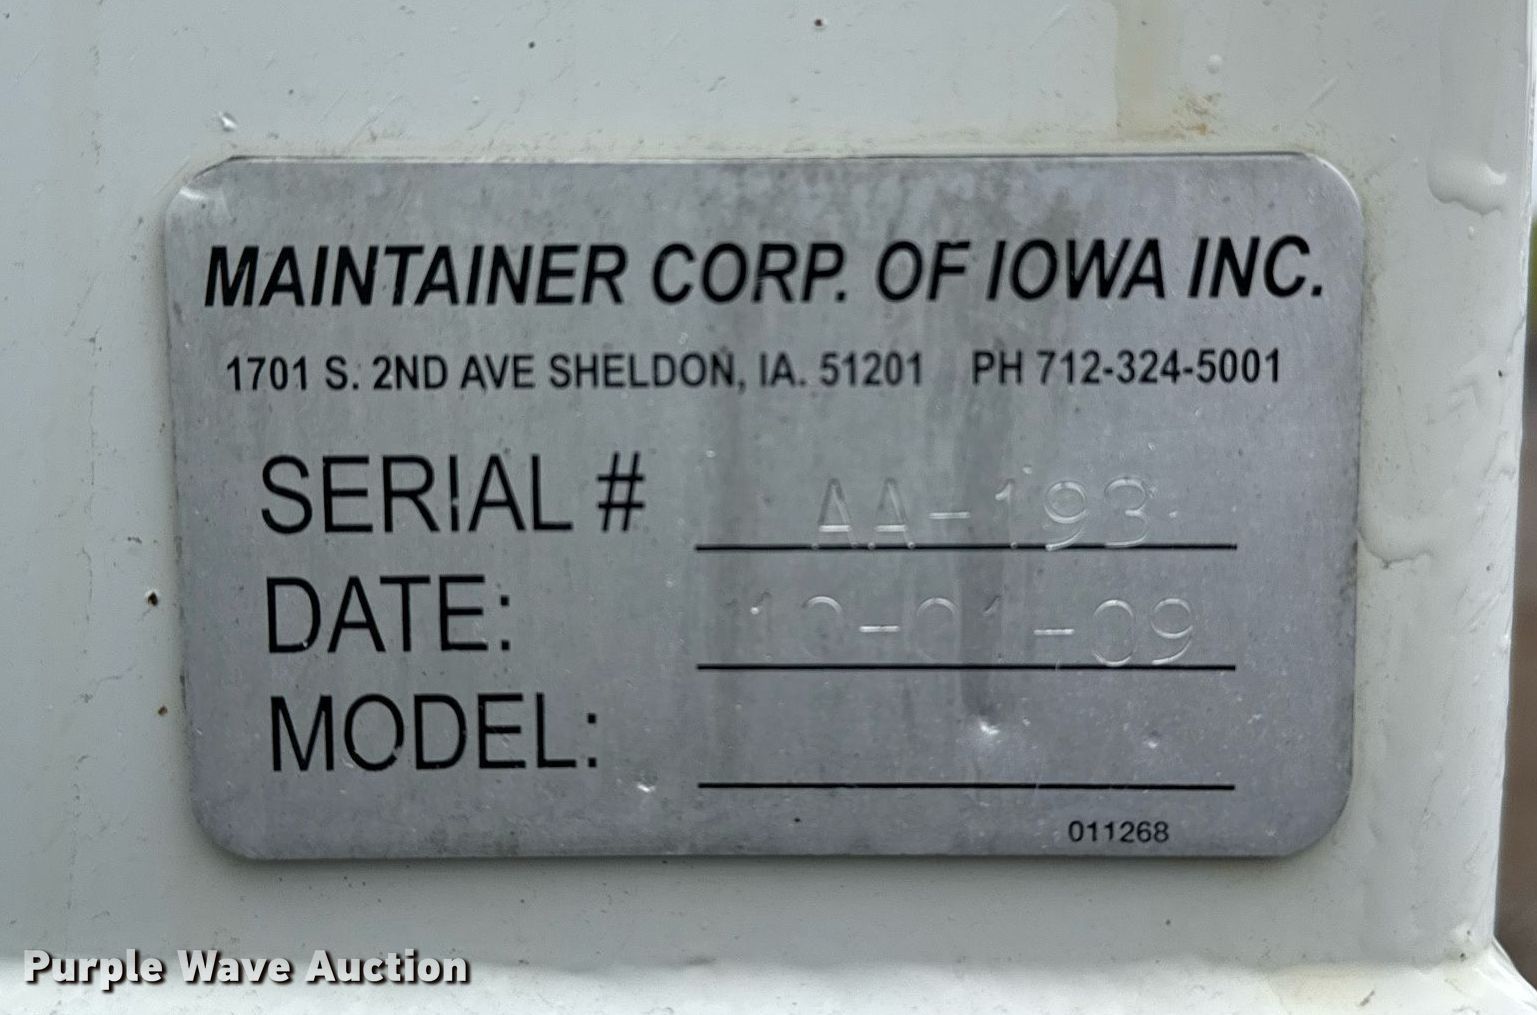 MAINTAINER CORP. OF IOWA INC.
1701 S. 2ND AVE SHELDON, IA. 51201 PH 712-324-5001
SERIAL # AA-193
DATE: 10-01-09
MODEL:
011268
Purple Wave Auction